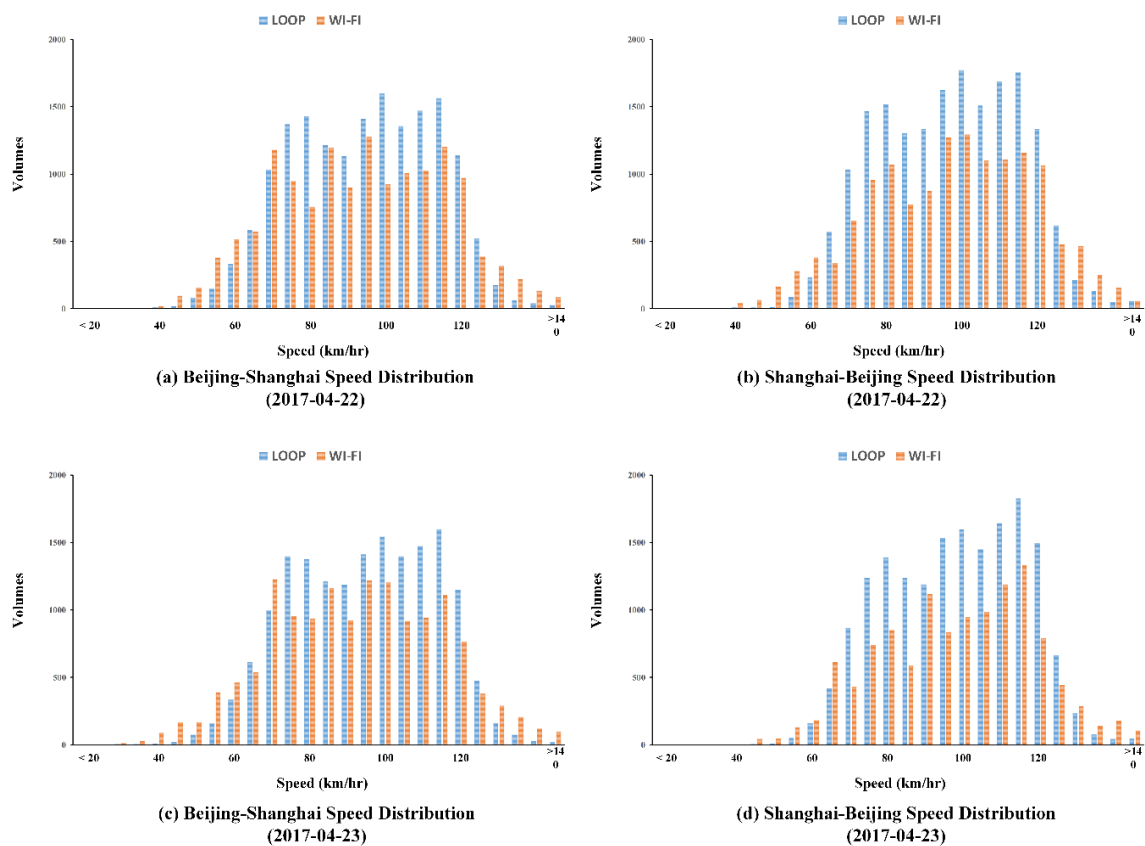 LOOP WI-FI
2000
1500
1000
500
0
Volumes
< 20 40 60 80 100 120 >14
0
Speed (km/hr)
(a) Beijing-Shanghai Speed Distribution
(2017-04-22)
LOOP WI-FI
2000
1500
1000
500
0
Volumes
< 20 40 60 80 100 120 >14
0
Speed (km/hr)
(b) Shanghai-Beijing Speed Distribution
(2017-04-22)
LOOP WI-FI
2000
1500
1000
500
0
Volumes
< 20 40 60 80 100 120 >14
0
Speed (km/hr)
(c) Beijing-Shanghai Speed Distribution
(2017-04-23)
LOOP WI-FI
2000
1500
1000
500
0
Volumes
< 20 40 60 80 100 120 >14
0
Speed (km/hr)
(d) Shanghai-Beijing Speed Distribution
(2017-04-23)